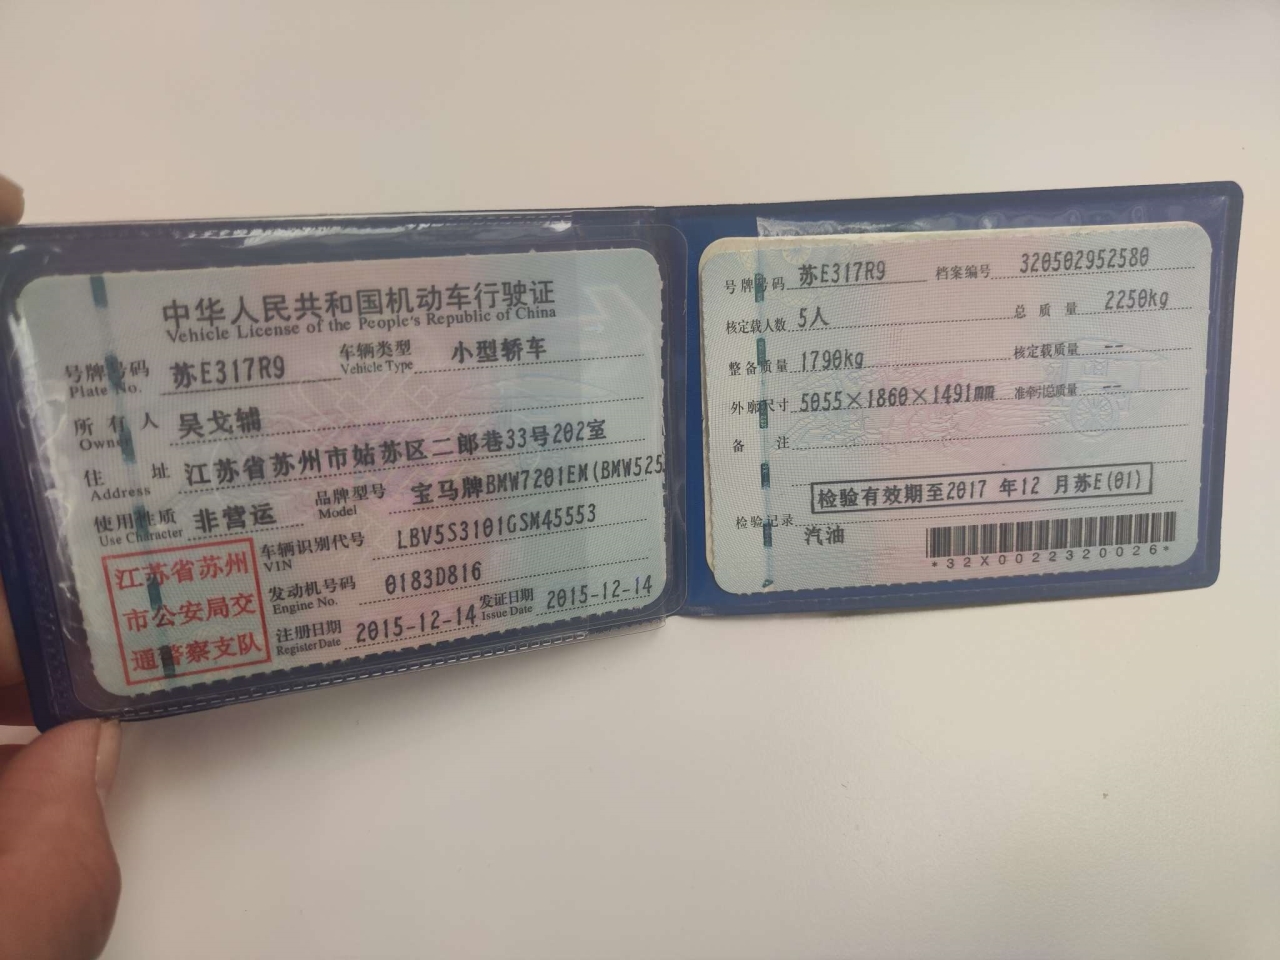 中华人民共和国机动车行驶证
Vehicle License of the People's Republic of China
号牌号码 苏E317R9 车辆类型 小型轿车
Plate No. Vehicle Type
所有人 吴戈辅
Owner
住址 江苏省苏州市姑苏区二郎巷33号202室
Address
使用性质 非营运 品牌型号 宝马牌BMW7201EM(BMW525
Use Character Model
江苏省苏州
市公安局交
通警察支队
车辆识别代号 LBV5S3101GSM45553
VIN
发动机号码 0183D816
Engine No.
注册日期 2015-12-14 发证日期 2015-12-14
Register Date Issue Date
号牌号码 苏E317R9 档案编号 320502952580
核定载人数 5人 总质量 2250kg
整备质量 1790kg 核定载质量 --
外廓尺寸 5055×1860×1491mm 准牵引总质量 --
备注
检验有效期至2017 年12 月苏E(01)
检验记录
汽油
*32X0022320026*